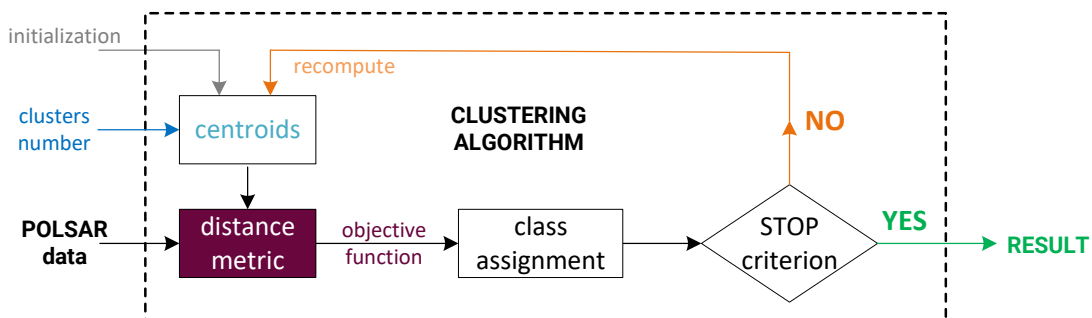 initialization
recompute
clusters
number
centroids
CLUSTERING
ALGORITHM
NO
POLSAR
data
distance
metric
objective
function
class
assignment
STOP
criterion
YES
RESULT